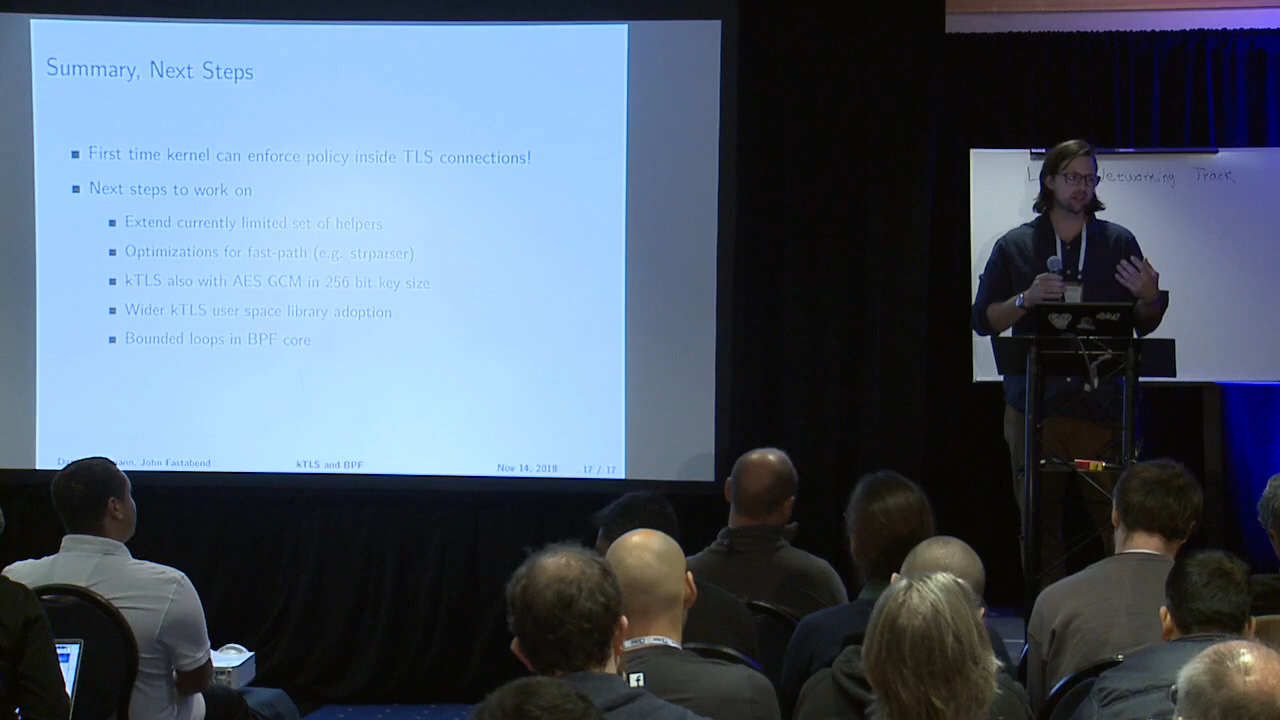 Summary, Next Steps
First time kernel can enforce policy inside TLS connections!
Next steps to work on
Extend currently limited set of helpers
Optimizations for fast-path (e.g. strparser)
kTLS also with AES GCM in 256 bit key size
Wider kTLS user space library adoption
Bounded loops in BPF core
John Fastabend
kTLS and BPF
Nov 14, 2018
17 / 17
Networking Track
f